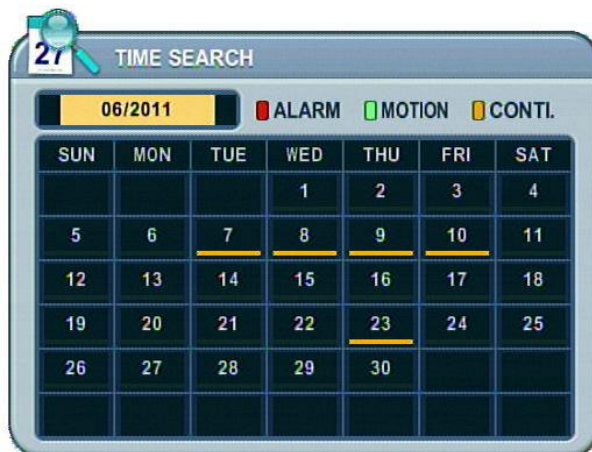 27 TIME SEARCH
06/2011 ALARM MOTION CONTI.
SUN MON TUE WED THU FRI SAT
1 2 3 4
5 6 7 8 9 10 11
12 13 14 15 16 17 18
19 20 21 22 23 24 25
26 27 28 29 30